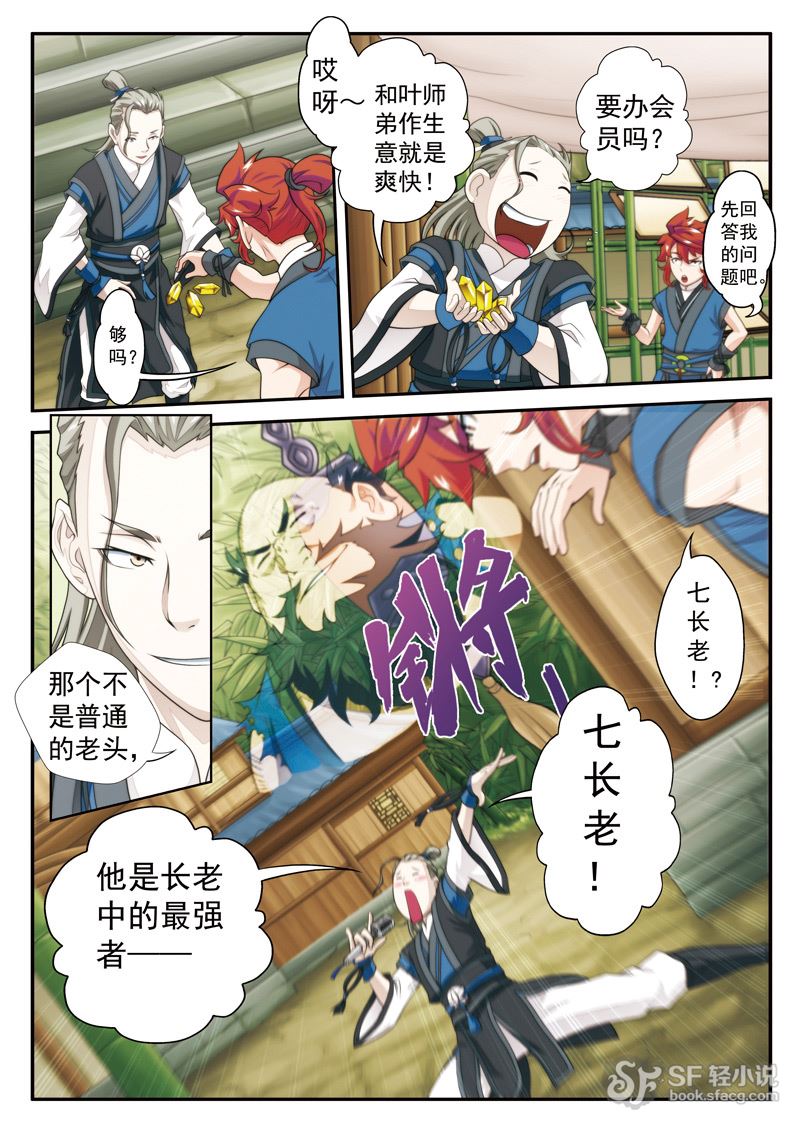 够
吗？
哎
呀～
和叶师
弟作生
意就是
爽快！
要办会
员吗？
回
答
我
问
的
题
吧。
先
那个不
是普通
的老头，
锵锵
七
长
老
！？
七
长
老
！
他是长老
中的最强
者——
SF 轻小说
book.sfacg.com